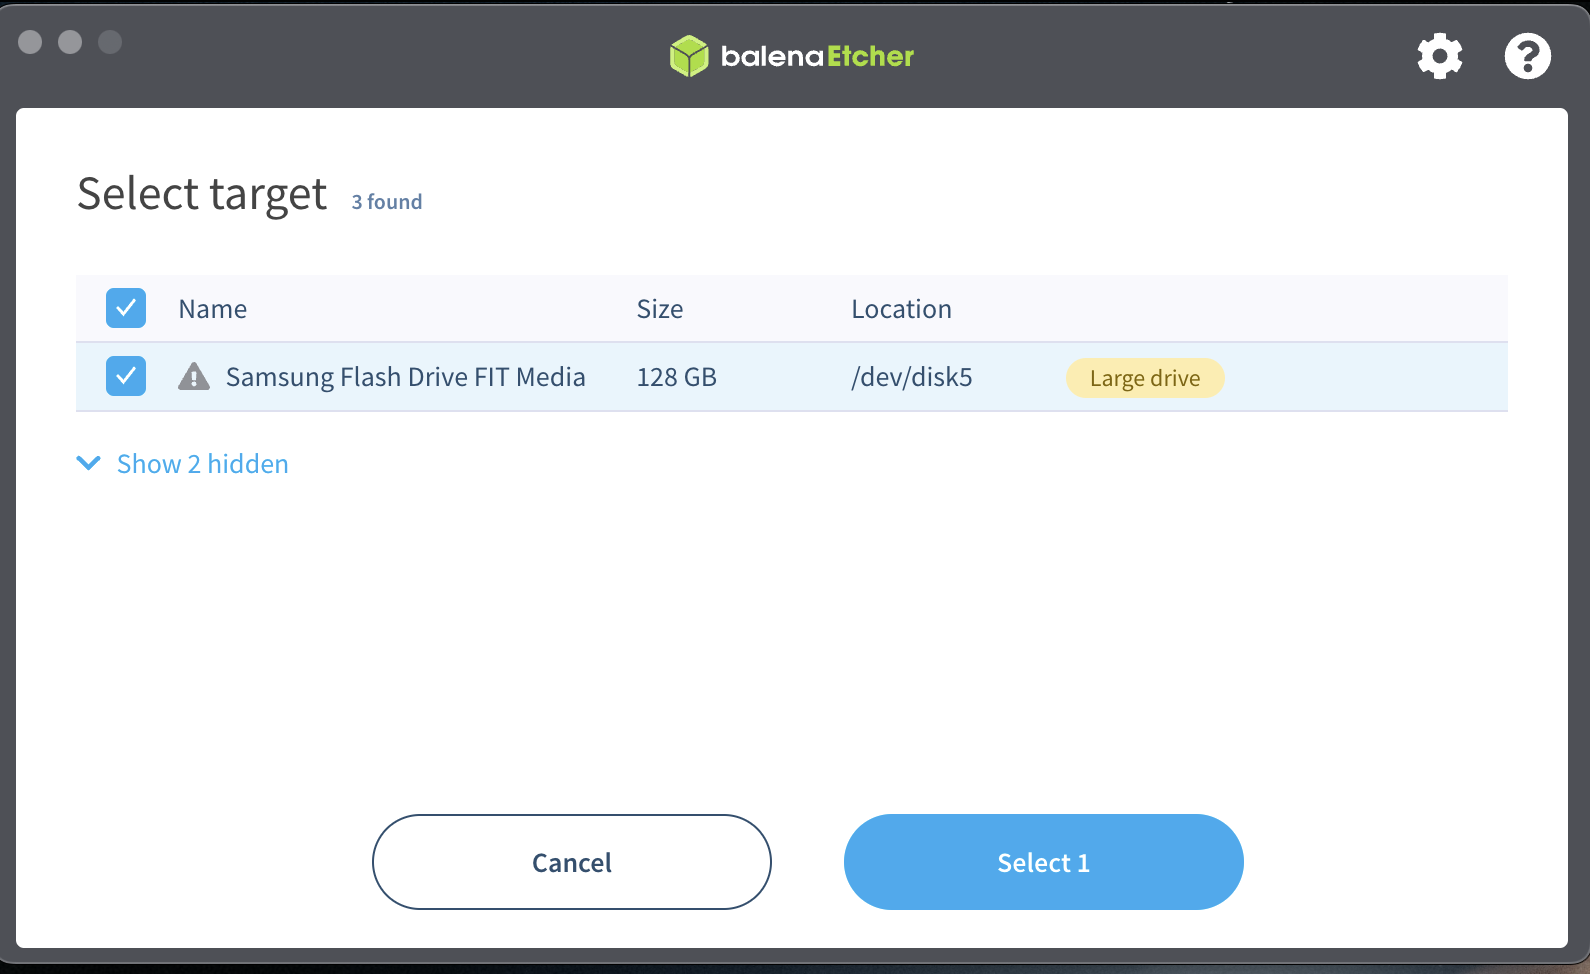 balenaEtcher
Select target 3 found
Name Size Location
Samsung Flash Drive FIT Media 128 GB /dev/disk5 Large drive
Show 2 hidden
Cancel Select 1